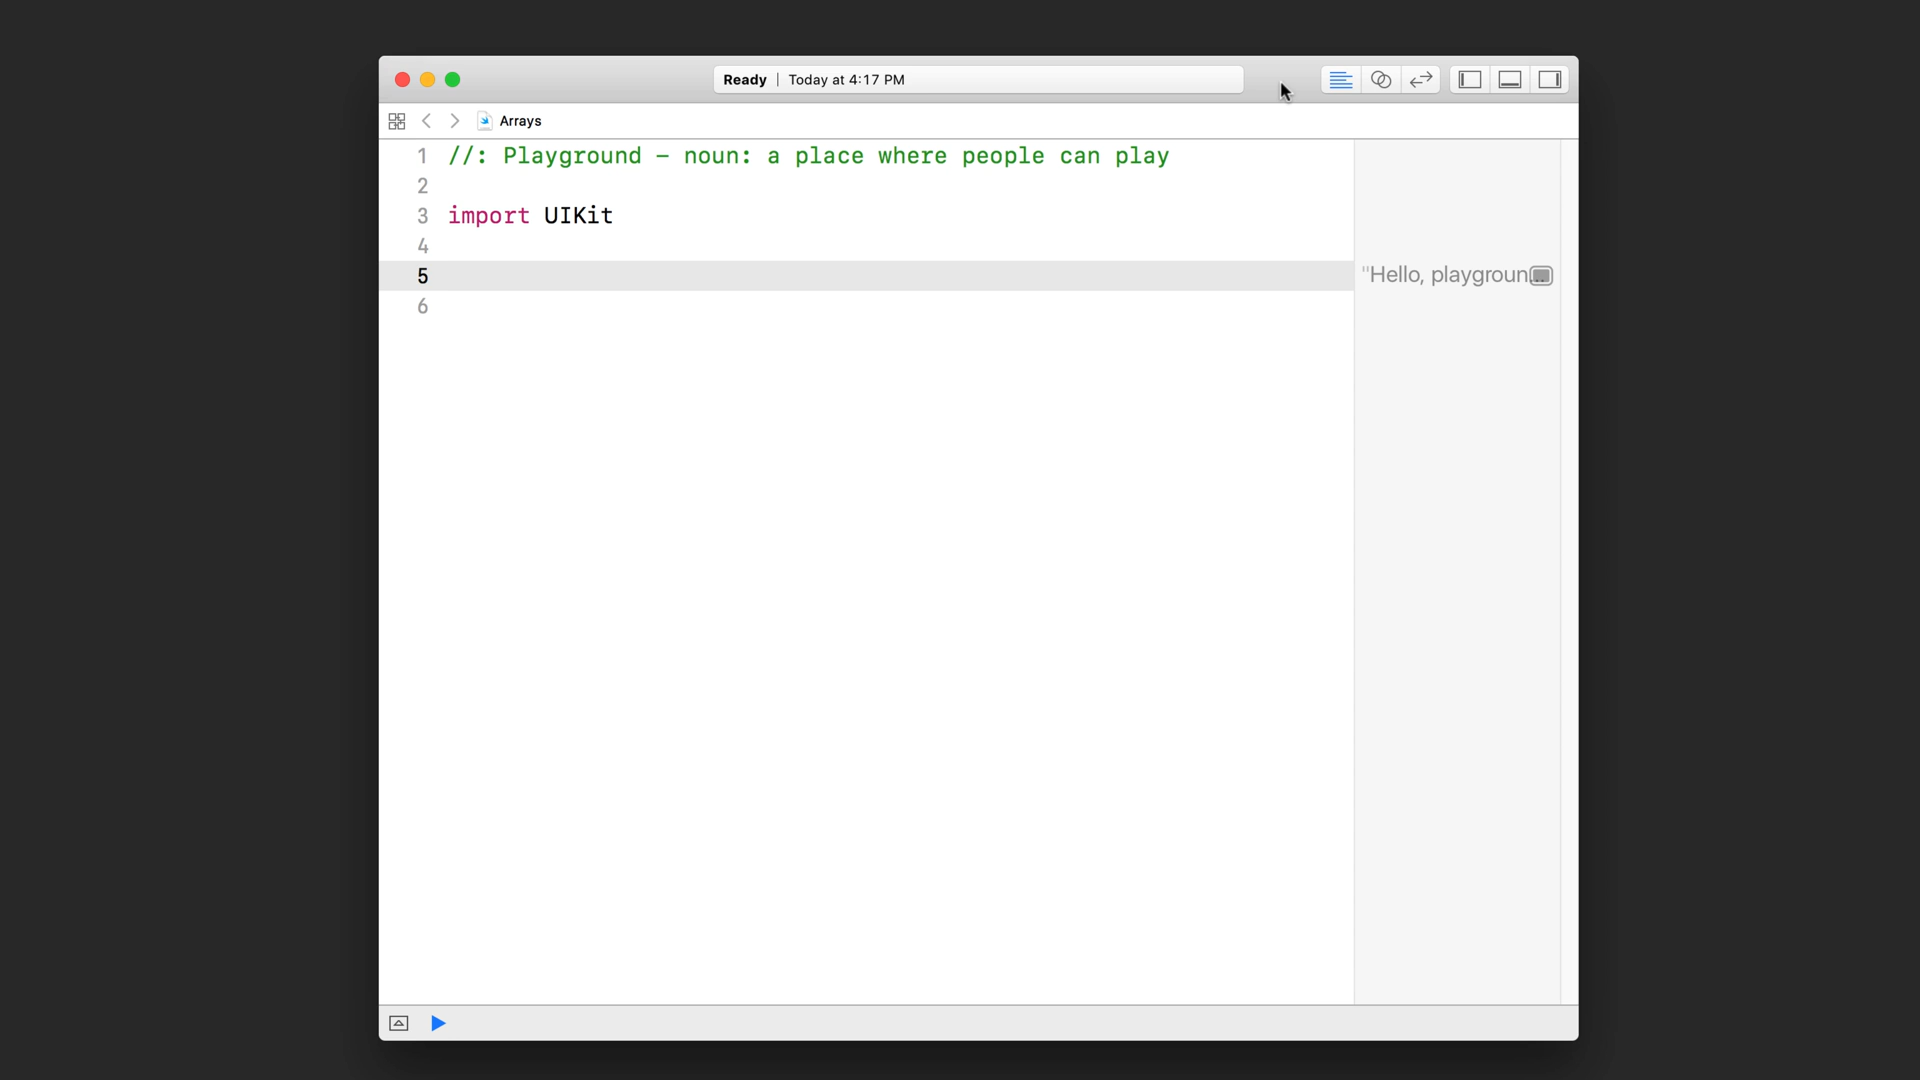 Ready | Today at 4:17 PM
Arrays
1 //: Playground – noun: a place where people can play
2
3 import UIKit
4
5 "Hello, playgroun...
6